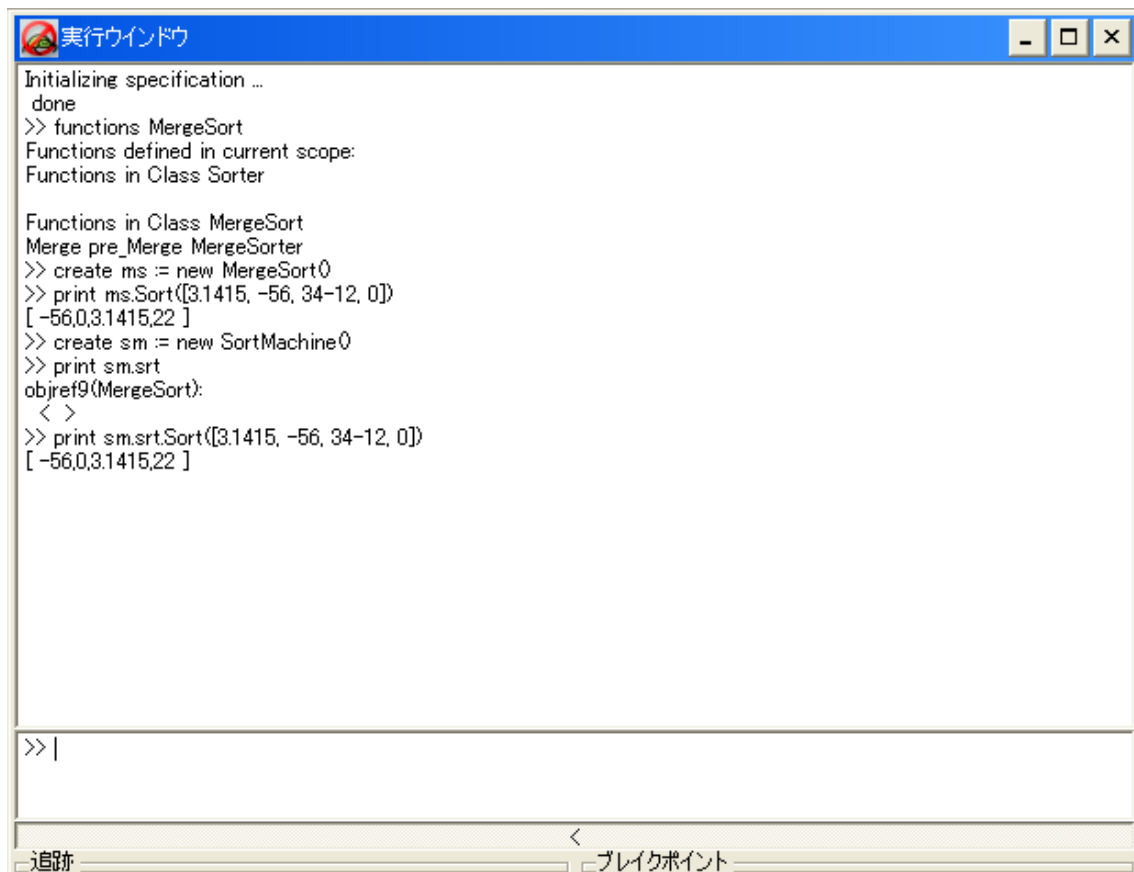 実行ウインドウ
Initializing specification ...
done
>> functions MergeSort
Functions defined in current scope:
Functions in Class Sorter
Functions in Class MergeSort
Merge pre_Merge MergeSorter
>> create ms := new MergeSort()
>> print ms.Sort([3.1415, -56, 34-12, 0])
[ -56,0,3.1415,22 ]
>> create sm := new SortMachine()
>> print sm.srt
objref9(MergeSort):
< >
>> print sm.srt.Sort([3.1415, -56, 34-12, 0])
[ -56,0,3.1415,22 ]
>>
<
追跡 ブレイクポイント